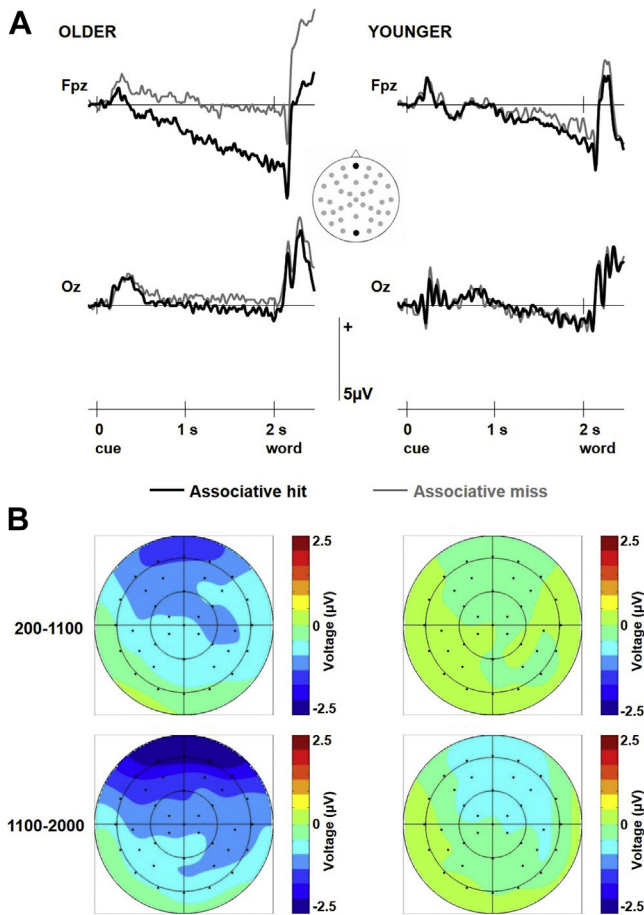 A
OLDER YOUNGER
Fpz Fpz
Oz Oz
+
5μV
0 1 s 2 s 0 1 s 2 s
cue word cue word
Associative hit Associative miss
B
200-1100
2.5 0 -2.5 Voltage (μV)
2.5 0 -2.5 Voltage (μV)
1100-2000
2.5 0 -2.5 Voltage (μV)
2.5 0 -2.5 Voltage (μV)